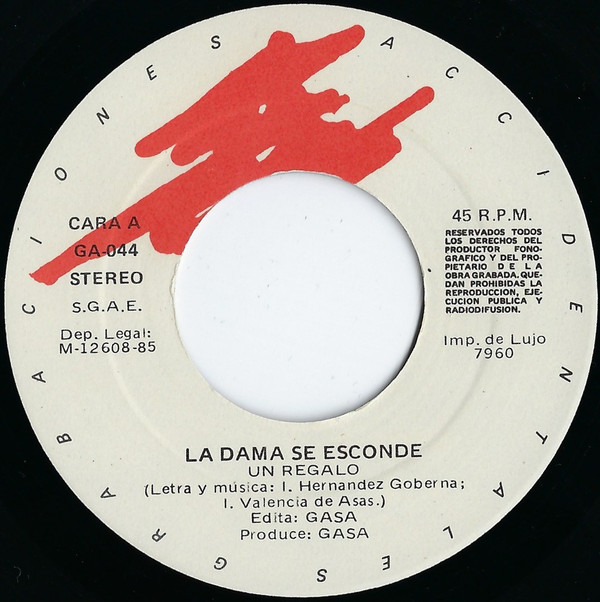 GRABACIONES ACCIDENTALES
CARA A
GA-044
STEREO
S.G.A.E.
Dep. Legal:
M-12608-85
45 R.P.M.
RESERVADOS TODOS
LOS DERECHOS DEL
PRODUCTOR FONO-
GRAFICO Y DEL PRO-
PIETARIO DE LA
OBRA GRABADA. QUE-
DAN PROHIBIDAS LA
REPRODUCCION, EJE-
CUCION PUBLICA Y
RADIODIFUSION.
Imp. de Lujo
7960
LA DAMA SE ESCONDE
UN REGALO
(Letra y música: I. Hernandez Goberna;
I. Valencia de Asas.)
Edita: GASA
Produce: GASA